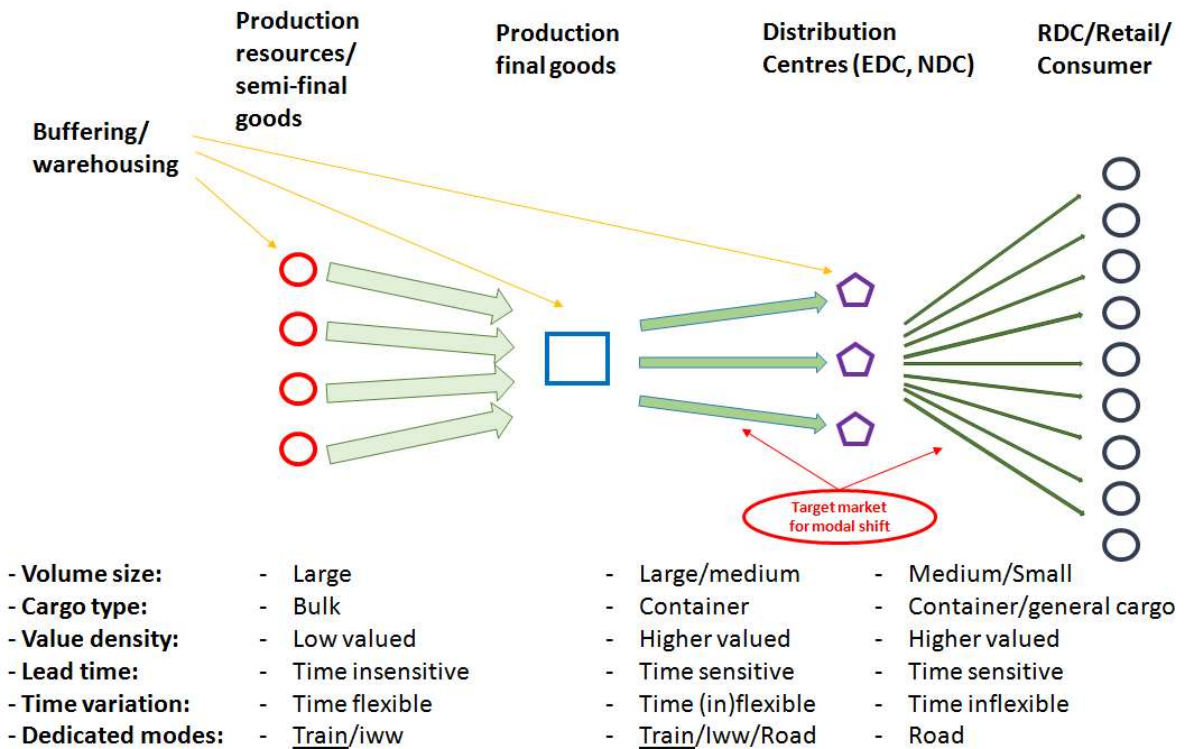 Production
resources/
semi-final
goods
Production
final goods
Distribution
Centres (EDC, NDC)
RDC/Retail/
Consumer
Buffering/
warehousing
Target market
for modal shift
- Volume size: - Large - Large/medium - Medium/Small
- Cargo type: - Bulk - Container - Container/general cargo
- Value density: - Low valued - Higher valued - Higher valued
- Lead time: - Time insensitive - Time sensitive - Time sensitive
- Time variation: - Time flexible - Time (in)flexible - Time inflexible
- Dedicated modes: - Train/iww - Train/Iww/Road - Road